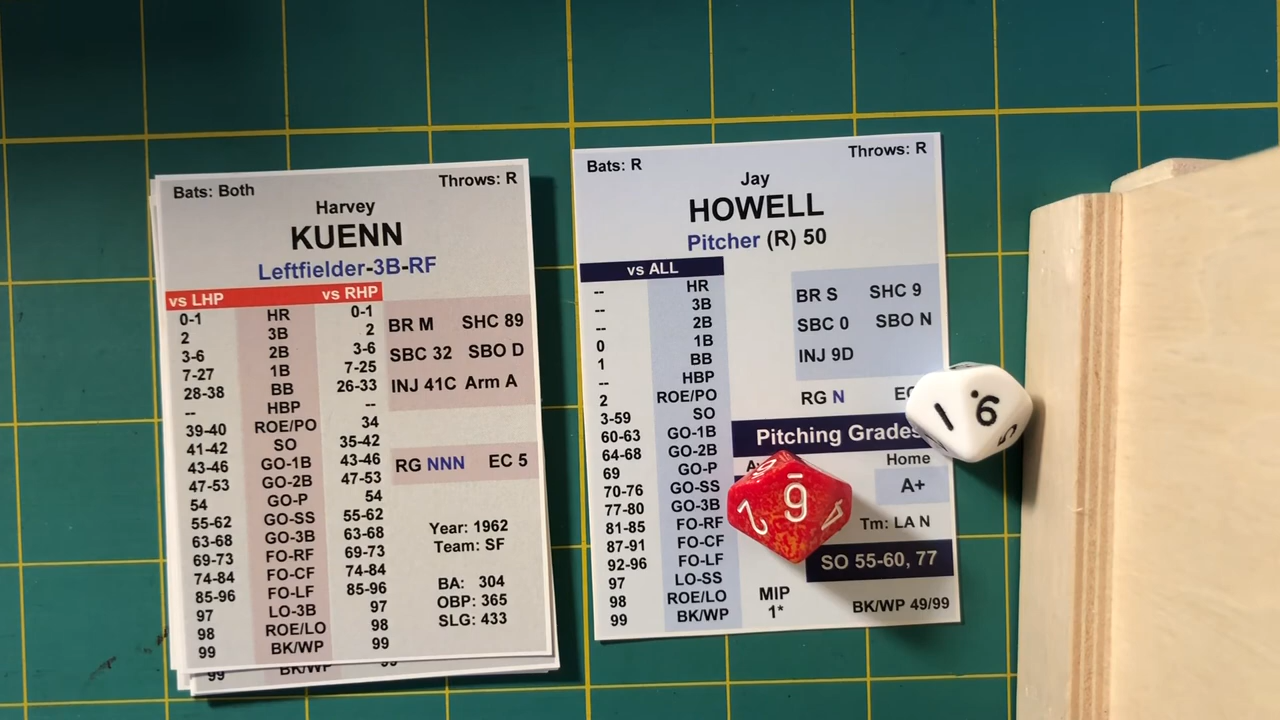 Bats: Both Throws: R
Harvey
KUENN
Leftfielder-3B-RF
vs LHP vs RHP
0-1 HR 0-1
2 3B 2
3-6 2B 3-6
7-27 1B 7-25
28-38 BB 26-33
-- HBP --
39-40 ROE/PO 34
41-42 SO 35-42
43-46 GO-1B 43-46
47-53 GO-2B 47-53
54 GO-P 54
55-62 GO-SS 55-62
63-68 GO-3B 63-68
69-73 FO-RF 69-73
74-84 FO-CF 74-84
85-96 FO-LF 85-96
97 LO-3B 97
98 ROE/LO 98
99 BK/WP 99
BR M SHC 89
SBC 32 SBO D
INJ 41C Arm A
RG NNN EC 5
Year: 1962
Team: SF
BA: 304
OBP: 365
SLG: 433
99 BK/WP 99
Bats: R Throws: R
Jay
HOWELL
Pitcher (R) 50
vs ALL
-- HR
-- 3B
-- 2B
0 1B
1 BB
-- HBP
2 ROE/PO
3-59 SO
60-63 GO-1B
64-68 GO-2B
69 GO-P
70-76 GO-SS
77-80 GO-3B
81-85 FO-RF
87-91 FO-CF
92-96 FO-LF
97 LO-SS
98 ROE/LO
99 BK/WP
BR S SHC 9
SBC 0 SBO N
INJ 9D
RG N
Pitching Grades
Home
A+
Tm: LA N
SO 55-60, 77
MIP
1*
BK/WP 49/99
9
2
6
4
1
6
5